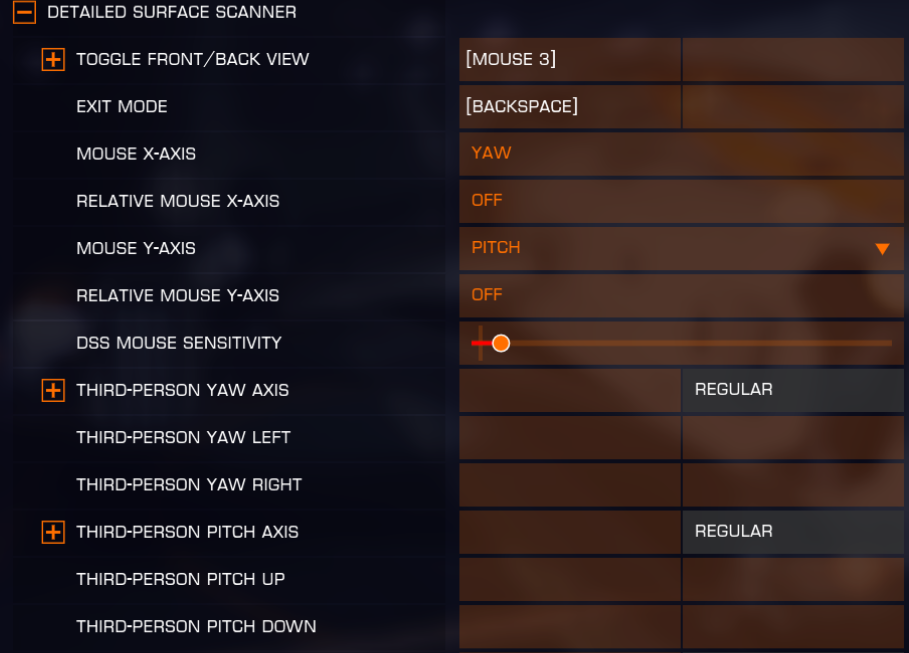 DETAILED SURFACE SCANNER
TOGGLE FRONT/BACK VIEW [MOUSE 3]
EXIT MODE [BACKSPACE]
MOUSE X-AXIS YAW
RELATIVE MOUSE X-AXIS OFF
MOUSE Y-AXIS PITCH
RELATIVE MOUSE Y-AXIS OFF
DSS MOUSE SENSITIVITY
THIRD-PERSON YAW AXIS REGULAR
THIRD-PERSON YAW LEFT
THIRD-PERSON YAW RIGHT
THIRD-PERSON PITCH AXIS REGULAR
THIRD-PERSON PITCH UP
THIRD-PERSON PITCH DOWN